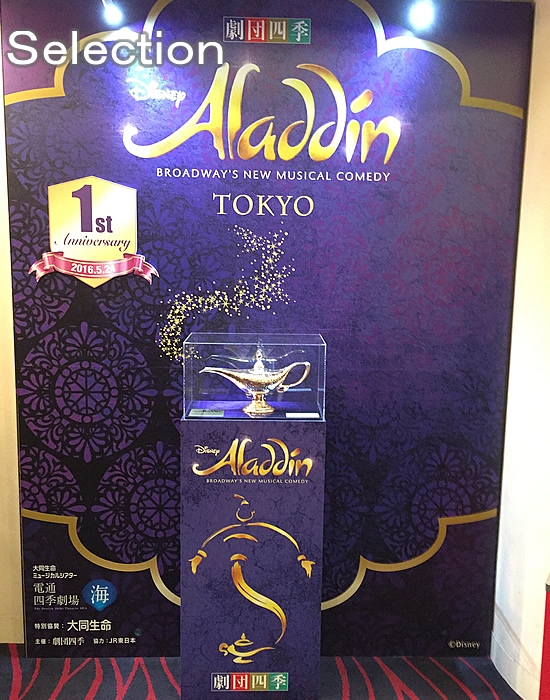 Selection
劇団四季
Disney
Aladdin
BROADWAY'S NEW MUSICAL COMEDY
TOKYO
1st
Anniversary
2016.5.24
Disney
Aladdin
BROADWAY'S NEW MUSICAL COMEDY
大同生命
ミュージカルシアター
電通
四季劇場
海
特別協賛：大同生命
主催：劇団四季 協力：JR東日本
©Disney
劇団四季